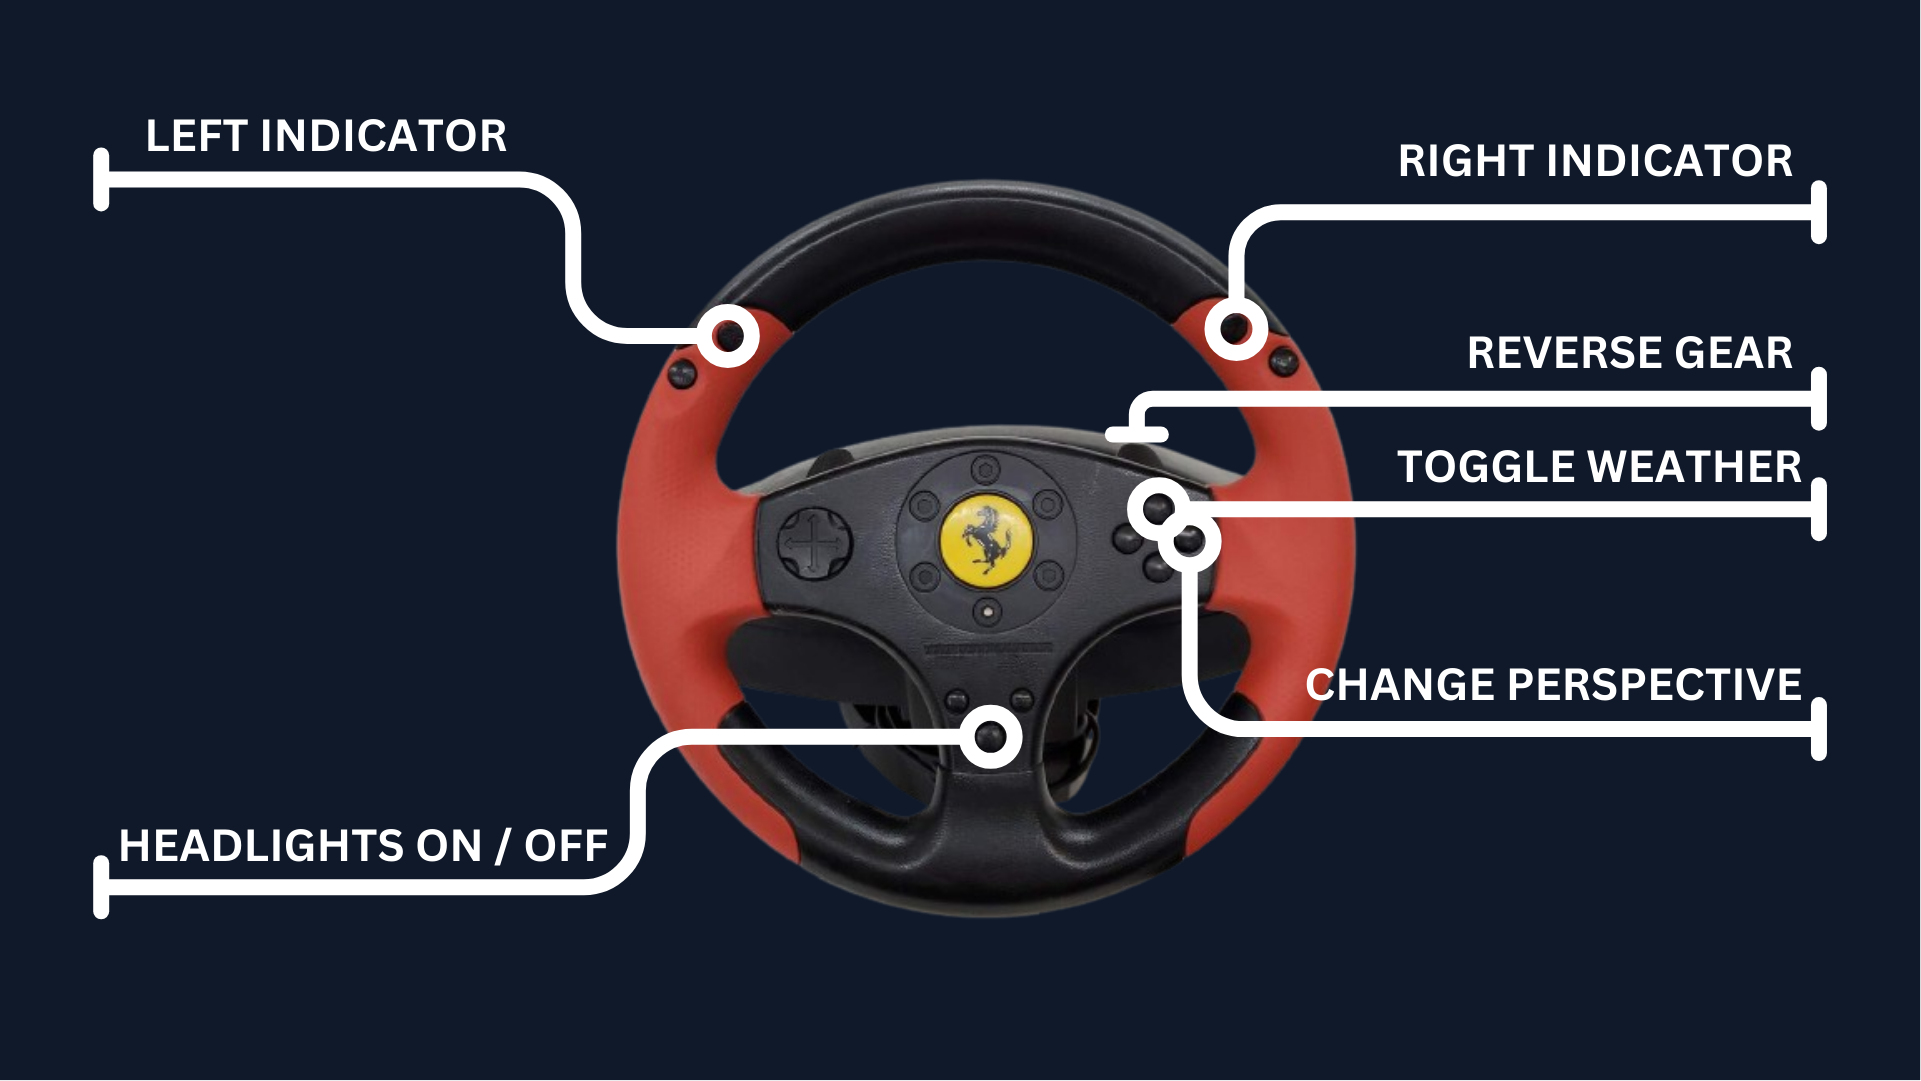 LEFT INDICATOR
RIGHT INDICATOR
REVERSE GEAR
TOGGLE WEATHER
CHANGE PERSPECTIVE
HEADLIGHTS ON / OFF